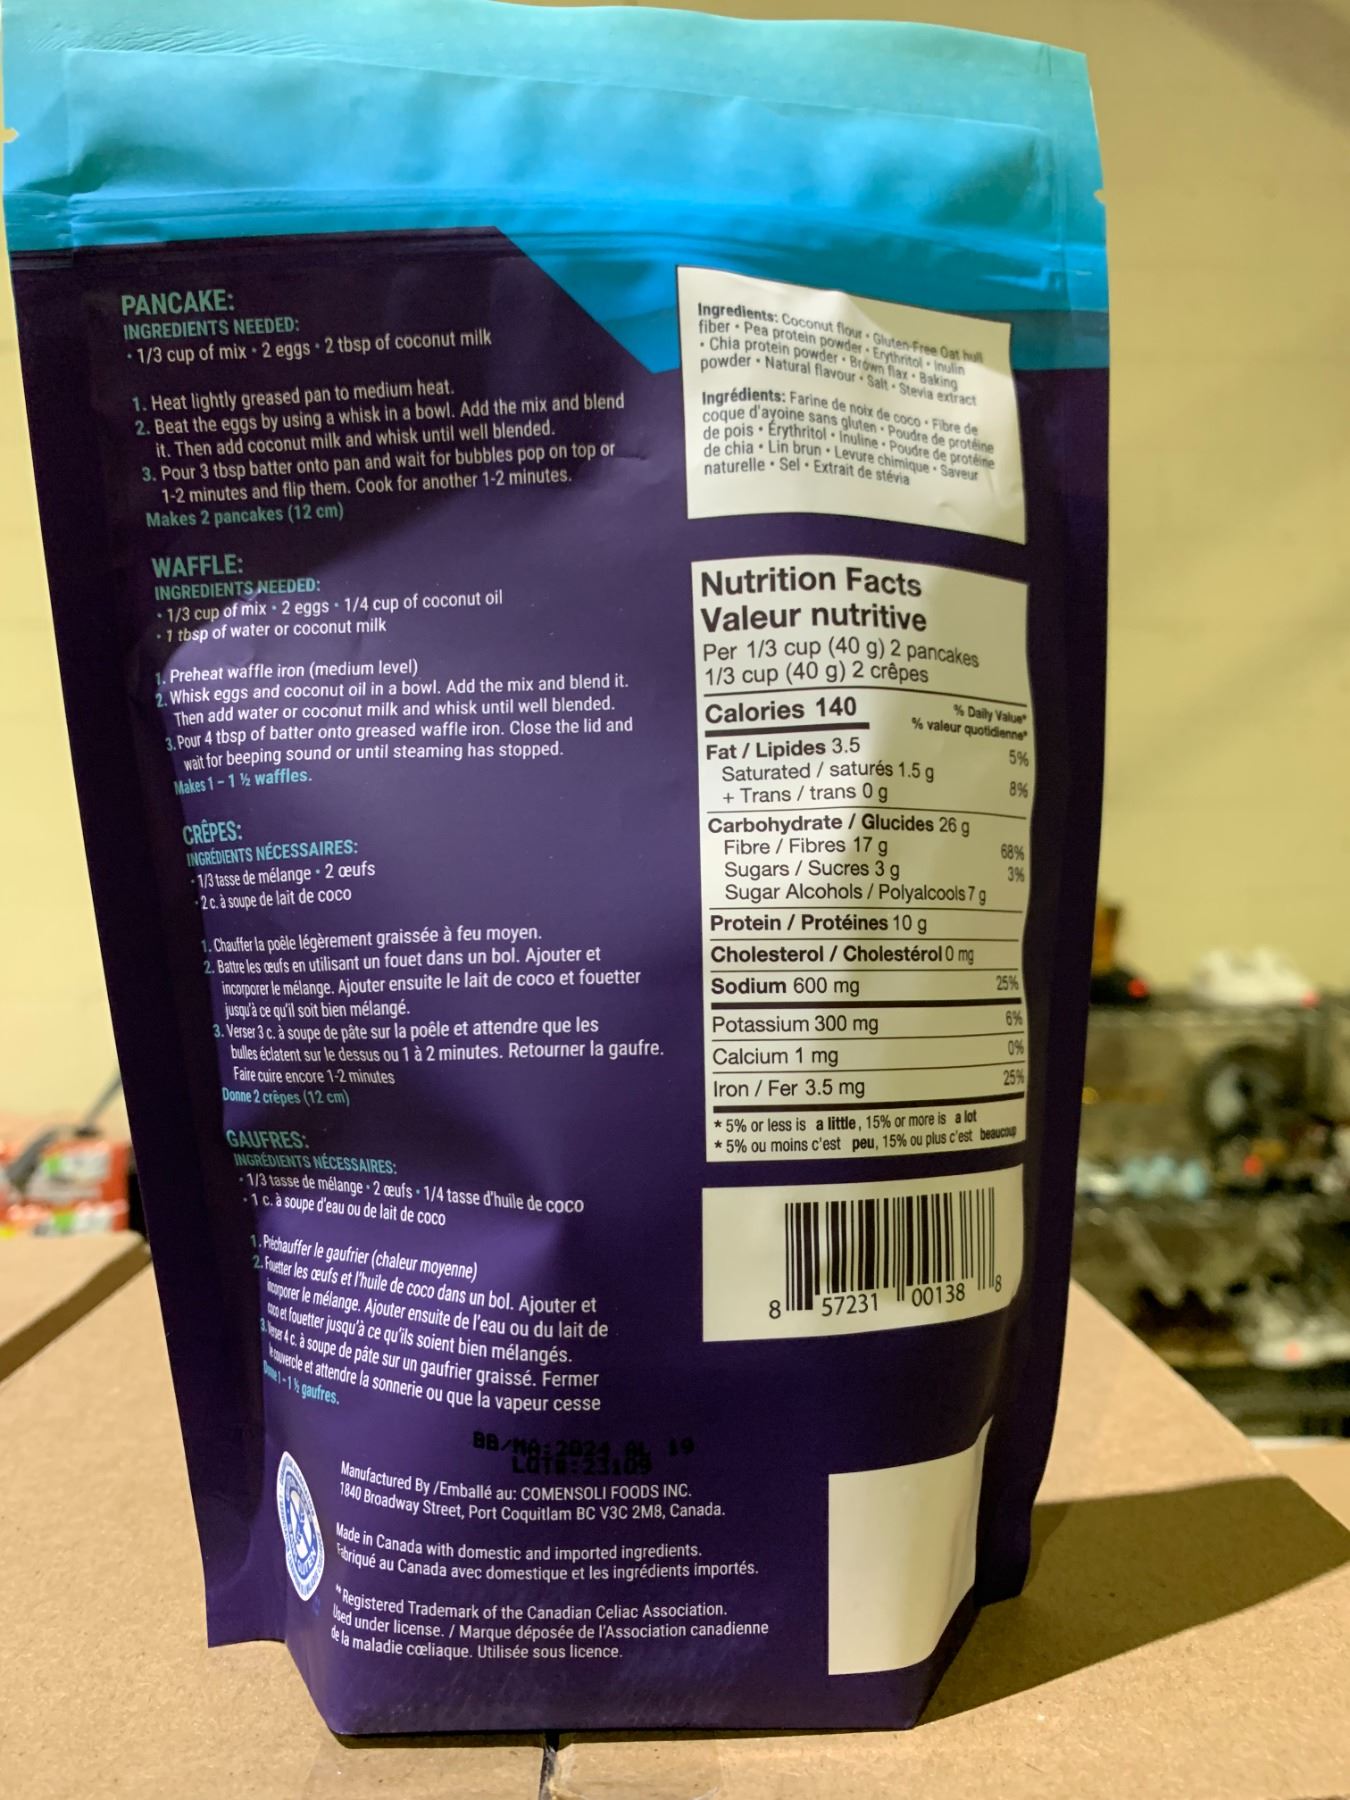 PANCAKE:
INGREDIENTS NEEDED:
• 1/3 cup of mix • 2 eggs • 2 tbsp of coconut milk
1. Heat lightly greased pan to medium heat.
2. Beat the eggs by using a whisk in a bowl. Add the mix and blend
it. Then add coconut milk and whisk until well blended.
3. Pour 3 tbsp batter onto pan and wait for bubbles pop on top or
1-2 minutes and flip them. Cook for another 1-2 minutes.
Makes 2 pancakes (12 cm)
WAFFLE:
INGREDIENTS NEEDED:
• 1/3 cup of mix • 2 eggs • 1/4 cup of coconut oil
• 1 tbsp of water or coconut milk
1. Preheat waffle iron (medium level)
2. Whisk eggs and coconut oil in a bowl. Add the mix and blend it.
Then add water or coconut milk and whisk until well blended.
3. Pour 4 tbsp of batter onto greased waffle iron. Close the lid and
wait for beeping sound or until steaming has stopped.
Makes 1 - 1 ½ waffles.
CRÊPES:
INGRÉDIENTS NÉCESSAIRES:
• 1/3 tasse de mélange • 2 œufs
• 2 c. à soupe de lait de coco
1. Chauffer la poêle légèrement graissée à feu moyen.
2. Battre les œufs en utilisant un fouet dans un bol. Ajouter et
incorporer le mélange. Ajouter ensuite le lait de coco et fouetter
jusqu'à ce qu'il soit bien mélangé.
3. Verser 3 c. à soupe de pâte sur la poêle et attendre que les
bulles éclatent sur le dessus ou 1 à 2 minutes. Retourner la gaufre.
Faire cuire encore 1-2 minutes
Donne 2 crêpes (12 cm)
GAUFRES:
INGRÉDIENTS NÉCESSAIRES:
• 1/3 tasse de mélange • 2 œufs • 1/4 tasse d'huile de coco
• 1 c. à soupe d'eau ou de lait de coco
1. Préchauffer le gaufrier (chaleur moyenne)
2. Fouetter les œufs et l'huile de coco dans un bol. Ajouter et
incorporer le mélange. Ajouter ensuite de l'eau ou du lait de
coco et fouetter jusqu'à ce qu'ils soient bien mélangés.
3. Verser 4 c. à soupe de pâte sur un gaufrier graissé. Fermer
le couvercle et attendre la sonnerie ou que la vapeur cesse
Donne 1 - 1 ½ gaufres.
BB/MA: 2024 AL 19
LOT#:23109
Manufactured By /Emballé au: COMENSOLI FOODS INC.
1840 Broadway Street, Port Coquitlam BC V3C 2M8, Canada.
Made in Canada with domestic and imported ingredients.
Fabriqué au Canada avec domestique et les ingrédients importés.
** Registered Trademark of the Canadian Celiac Association.
Used under license. / Marque déposée de l'Association canadienne
de la maladie cœliaque. Utilisée sous licence.
Ingredients: Coconut flour • Gluten-Free Oat hull
fiber • Pea protein powder • Erythritol • Inulin
• Chia protein powder • Brown flax • Baking
powder • Natural flavour • Salt • Stevia extract
Ingrédients: Farine de noix de coco • Fibre de
coque d'avoine sans gluten • Poudre de protéine
de pois • Érythritol • Inuline • Poudre de protéine
de chia • Lin brun • Levure chimique • Saveur
naturelle • Sel • Extrait de stévia
Nutrition Facts
Valeur nutritive
Per 1/3 cup (40 g) 2 pancakes
1/3 cup (40 g) 2 crêpes
Calories 140
% Daily Value*
% valeur quotidienne*
Fat / Lipides 3.5 5%
Saturated / saturés 1.5 g
+ Trans / trans 0 g 8%
Carbohydrate / Glucides 26 g
Fibre / Fibres 17 g 68%
Sugars / Sucres 3 g 3%
Sugar Alcohols / Polyalcools 7 g
Protein / Protéines 10 g
Cholesterol / Cholestérol 0 mg
Sodium 600 mg 25%
Potassium 300 mg 6%
Calcium 1 mg 0%
Iron / Fer 3.5 mg 25%
* 5% or less is a little, 15% or more is a lot
* 5% ou moins c'est peu, 15% ou plus c'est beaucoup
8 57231 00138 8